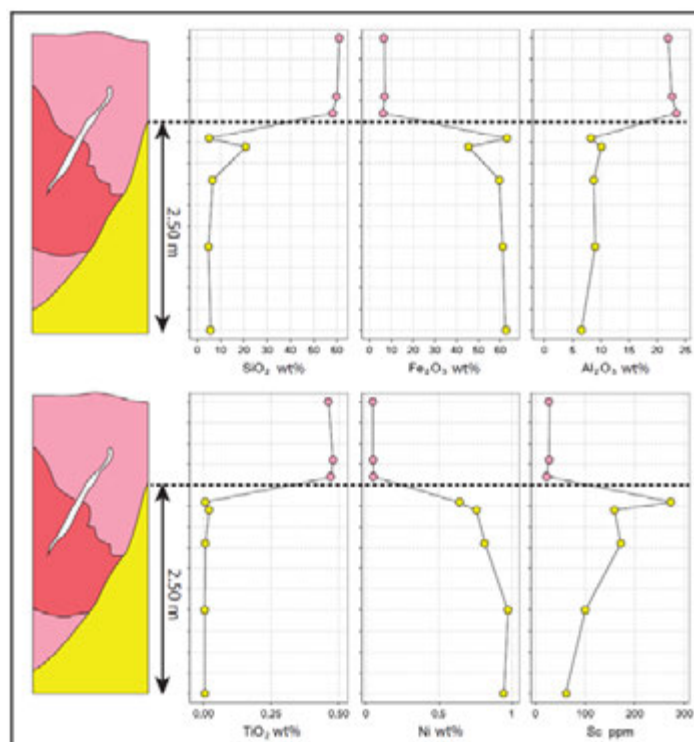 2.50 m
0 10 20 30 40 50 60
SiO₂ wt%
0 10 20 30 40 50 60
Fe₂O₃ wt%
0 5 10 15 20 25
Al₂O₃ wt%
2.50 m
0.00 0.25 0.50
TiO₂ wt%
0 1
Ni wt%
0 100 200 300
Sc ppm